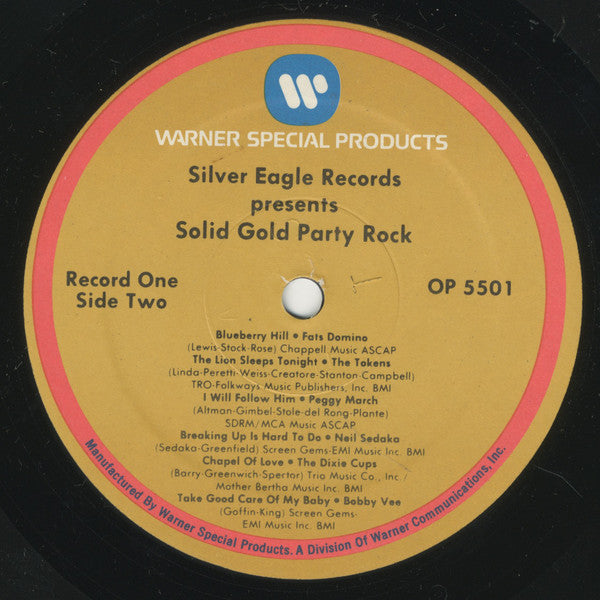 WARNER SPECIAL PRODUCTS
Silver Eagle Records
presents
Solid Gold Party Rock
Record One
Side Two
OP 5501
Blueberry Hill • Fats Domino
(Lewis-Stock-Rose) Chappell Music ASCAP
The Lion Sleeps Tonight • The Tokens
(Linda-Peretti-Weiss-Creatore-Stanton-Campbell)
TRO-Folkways Music Publishers, Inc. BMI
I Will Follow Him • Peggy March
(Altman-Gimbel-Stole-del Rong-Plante)
SDRM/MCA Music ASCAP
Breaking Up Is Hard To Do • Neil Sedaka
(Sedaka-Greenfield) Screen Gems-EMI Music Inc. BMI
Chapel Of Love • The Dixie Cups
(Barry-Greenwich-Spertor) Trig Music Co., Inc./
Mother Bertha Music Inc. BMI
Take Good Care Of My Baby • Bobby Vee
(Goffin-King) Screen Gems-
EMI Music Inc. BMI
Manufactured By Warner Special Products. A Division Of Warner Communications, Inc.